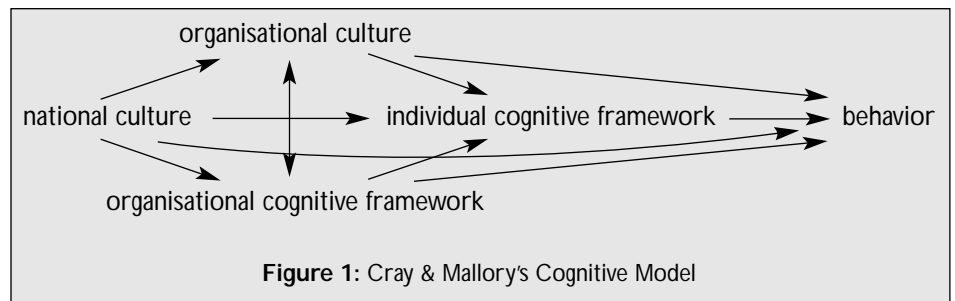 organisational culture
national culture individual cognitive framework behavior
organisational cognitive framework
Figure 1: Cray & Mallory's Cognitive Model